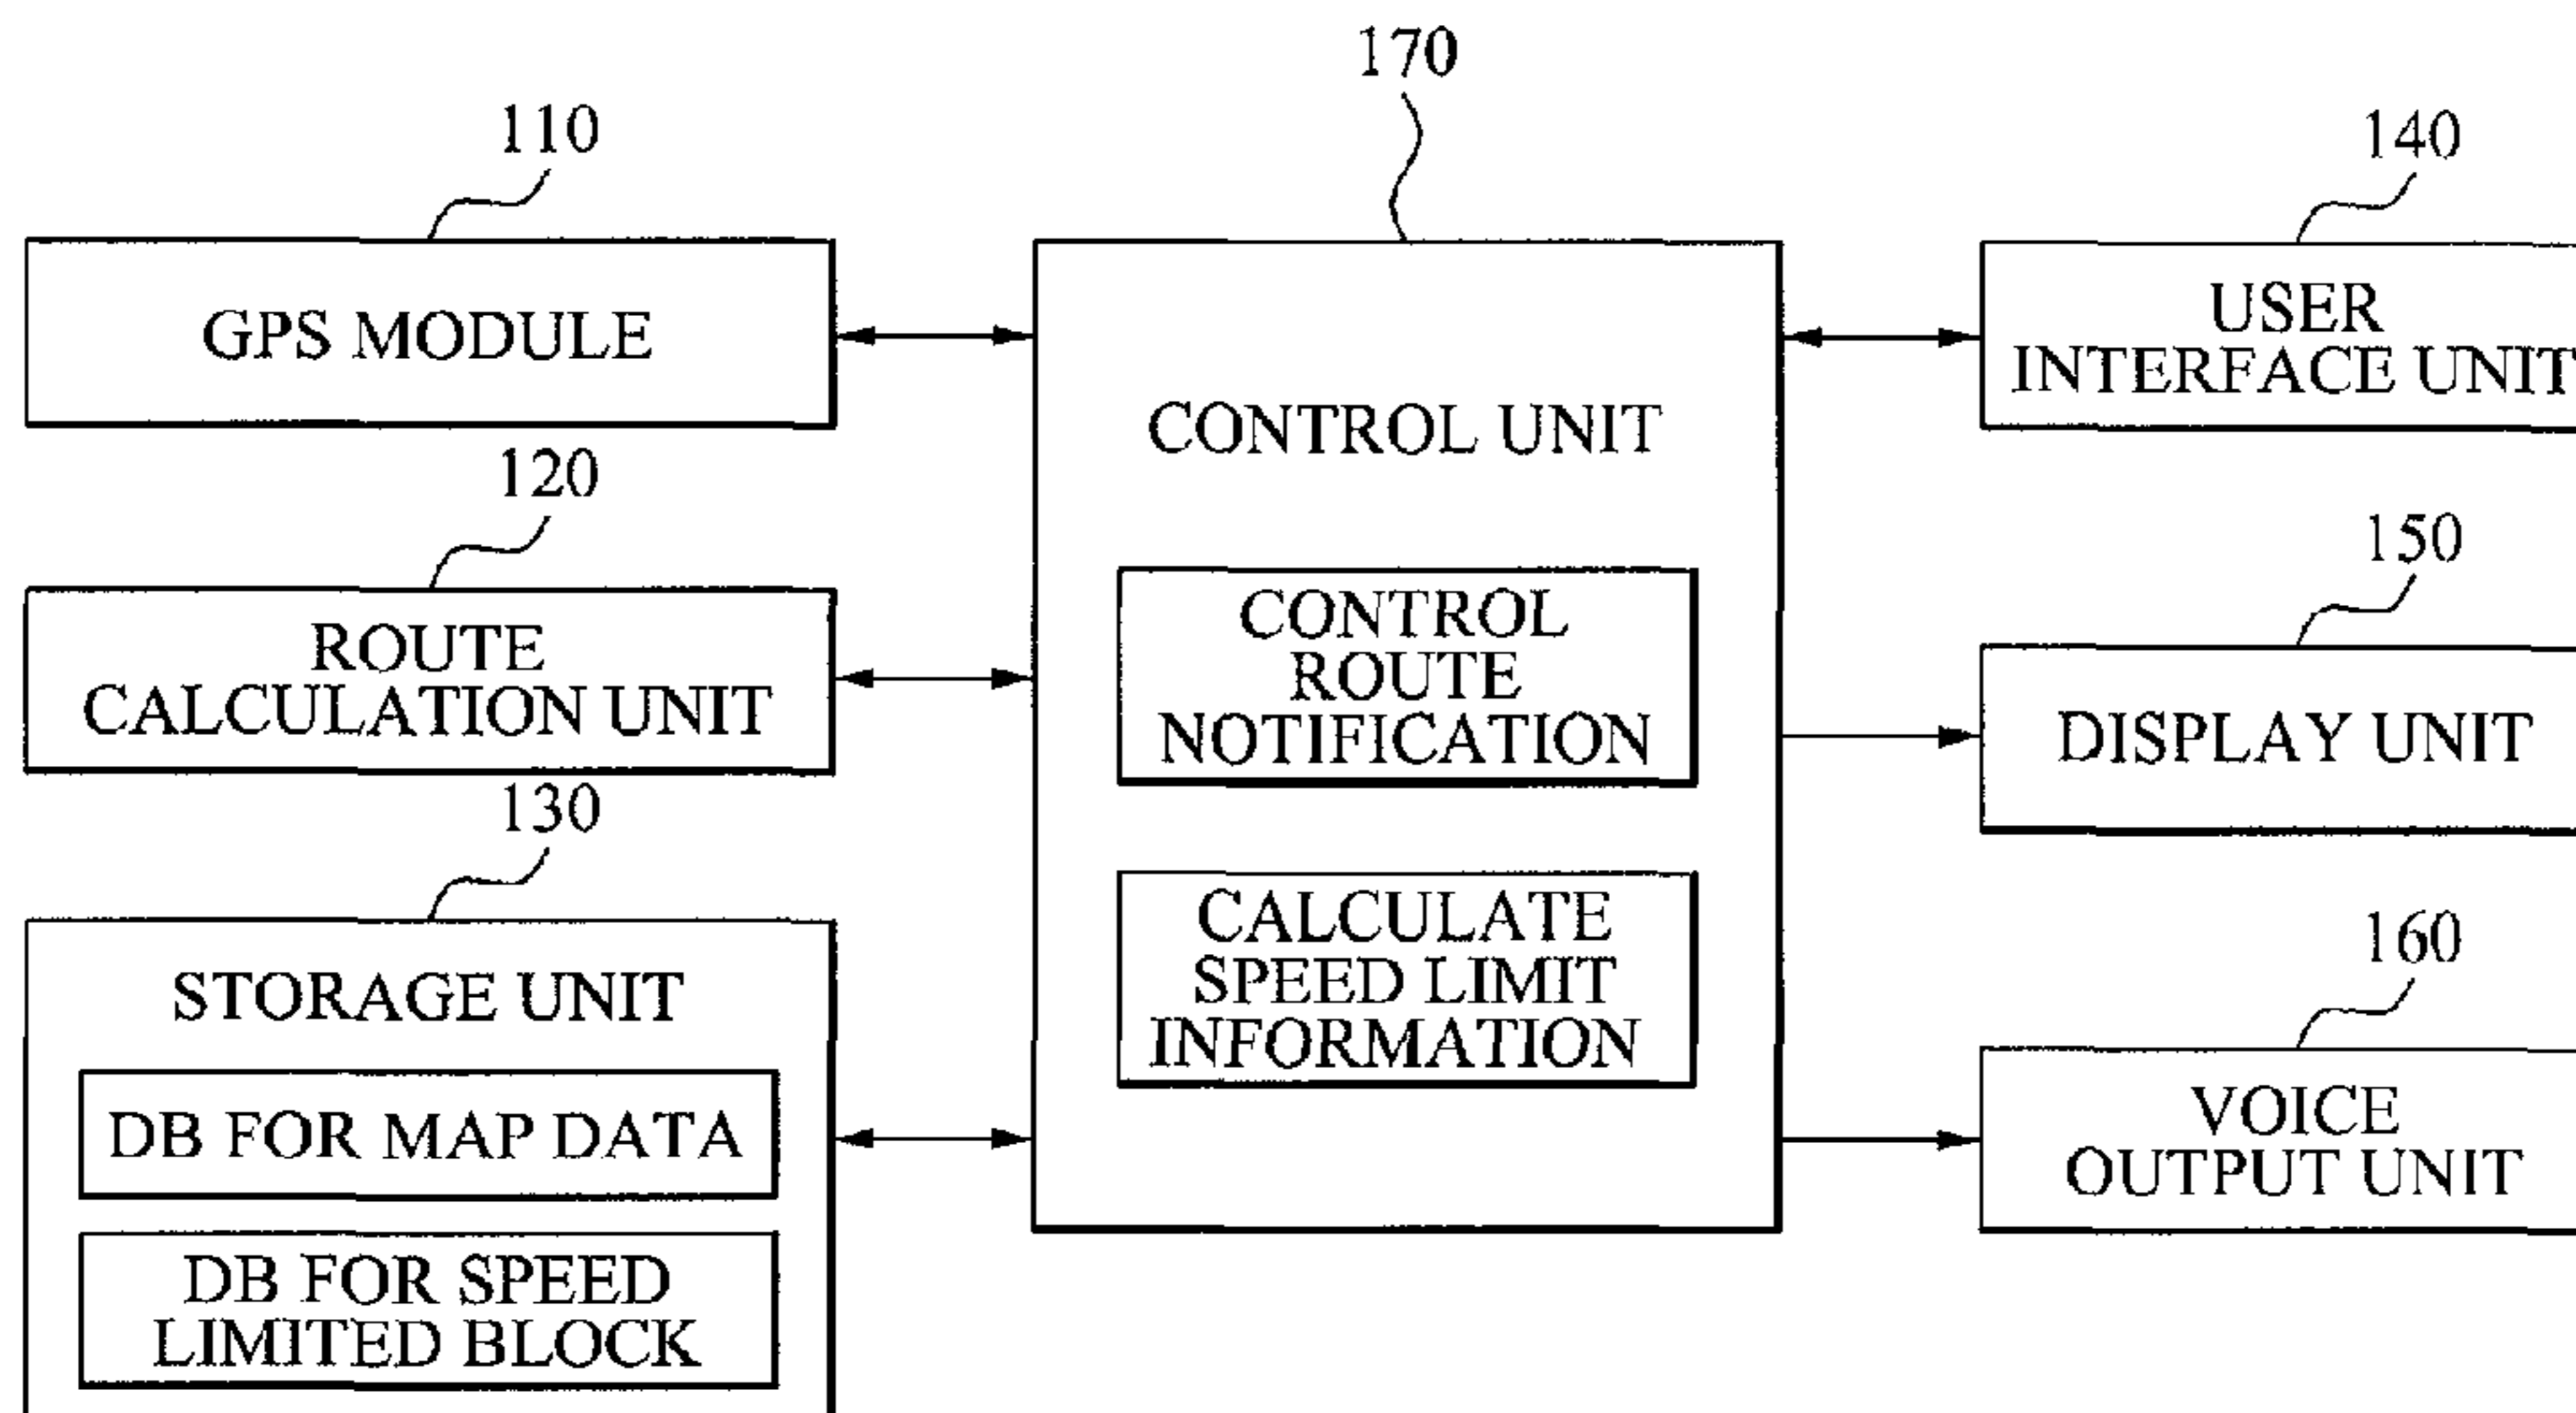 170
110
140
GPS MODULE
USER
INTERFACE UNIT
CONTROL UNIT
120
150
ROUTE
CALCULATION UNIT
CONTROL
ROUTE
NOTIFICATION
DISPLAY UNIT
130
160
STORAGE UNIT
CALCULATE
SPEED LIMIT
INFORMATION
DB FOR MAP DATA
VOICE
OUTPUT UNIT
DB FOR SPEED
LIMITED BLOCK